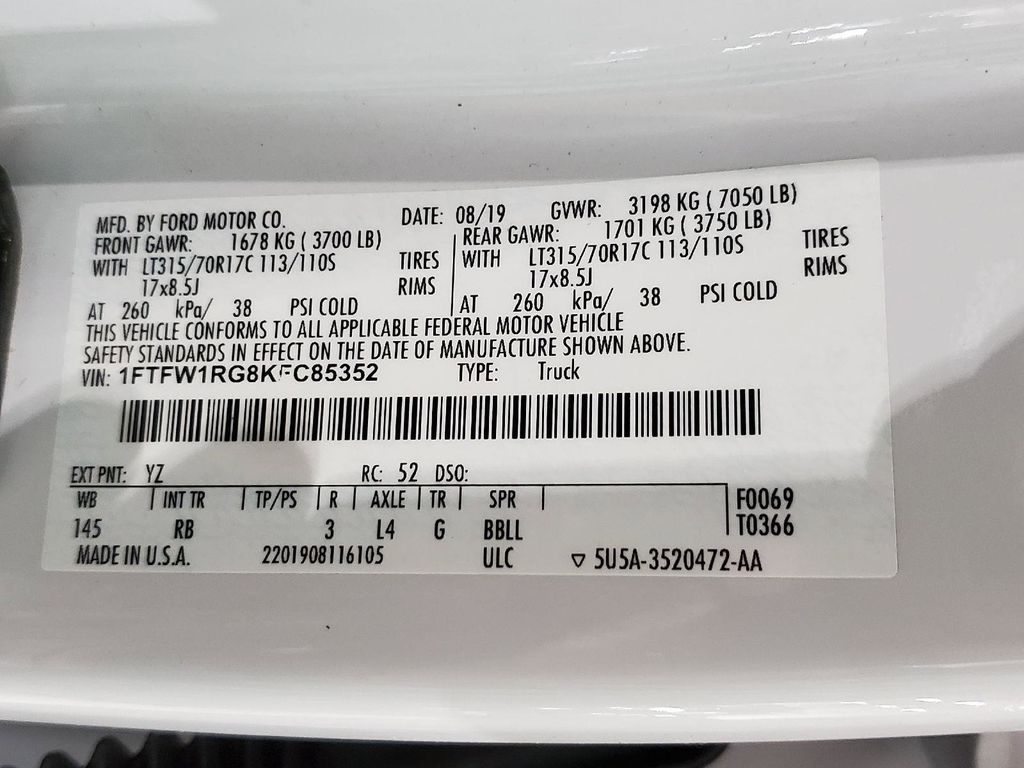 MFD. BY FORD MOTOR CO. DATE: 08/19 GVWR: 3198 KG ( 7050 LB)
FRONT GAWR: 1678 KG ( 3700 LB) REAR GAWR: 1701 KG ( 3750 LB)
WITH LT315/70R17C 113/110S TIRES WITH LT315/70R17C 113/110S TIRES
17x8.5J RIMS 17x8.5J RIMS
AT 260 kPa/ 38 PSI COLD AT 260 kPa/ 38 PSI COLD
THIS VEHICLE CONFORMS TO ALL APPLICABLE FEDERAL MOTOR VEHICLE
SAFETY STANDARDS IN EFFECT ON THE DATE OF MANUFACTURE SHOWN ABOVE.
VIN: 1FTFW1RG8KFC85352 TYPE: Truck
EXT PNT: YZ RC: 52 DSO:
WB INT TR TP/PS R AXLE TR SPR F0069
145 RB 3 L4 G BBLL T0366
MADE IN U.S.A. 2201908116105 ULC ▽ 5U5A-3520472-AA